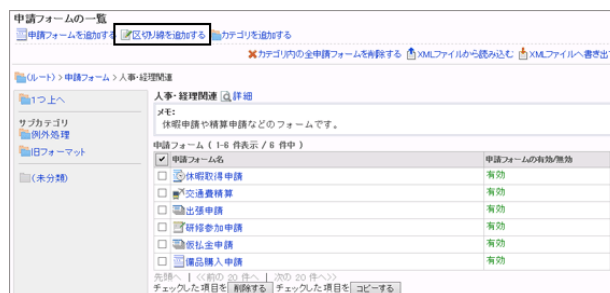 申請フォームの一覧
申請フォームを追加する 区切り線を追加する カテゴリを追加する
カテゴリ内の全申請フォームを削除する XMLファイルから読み込む XMLファイルへ書き出
(ルート) > 申請フォーム > 人事・経理関連
1つ上へ
サブカテゴリ
例外処理
旧フォーマット
(未分類)
人事・経理関連 詳細
メモ:
休暇申請や精算申請などのフォームです。
申請フォーム ( 1-6 件表示 / 6 件中 )
申請フォーム名 申請フォームの有効/無効
休暇取得申請 有効
交通費精算 有効
出張申請 有効
研修参加申請 有効
仮払金申請 有効
備品購入申請 有効
先頭へ | <<前の 20 件へ | 次の 20 件へ>>
チェックした項目を 削除する チェックした項目を コピーする